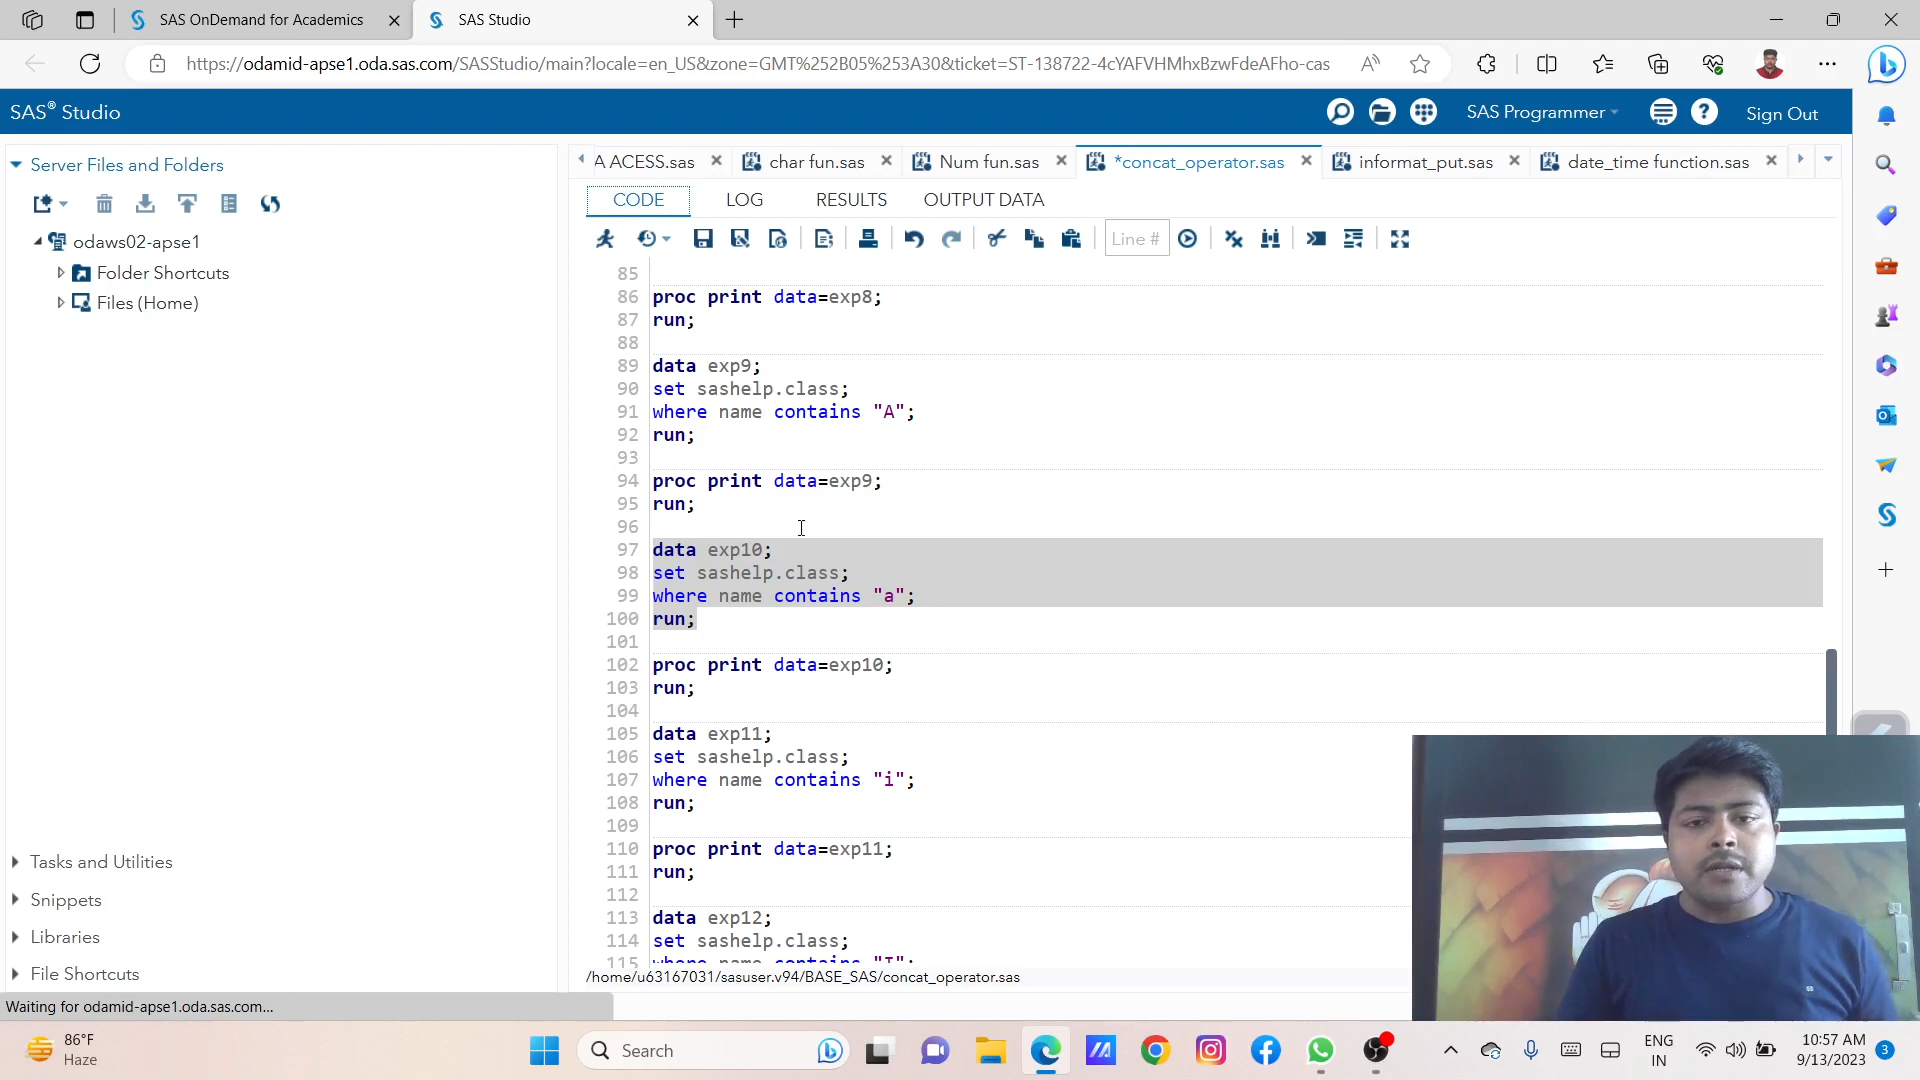 SAS OnDemand for Academics
SAS Studio
https://odamid-apse1.oda.sas.com/SASStudio/main?locale=en_US&zone=GMT%252B05%253A30&ticket=ST-138722-4cYAFVHMhxBzwFdeAFho-cas
SAS® Studio
SAS Programmer
Sign Out
Server Files and Folders
odaws02-apse1
Folder Shortcuts
Files (Home)
Tasks and Utilities
Snippets
Libraries
File Shortcuts
Waiting for odamid-apse1.oda.sas.com...
A ACESS.sas
char fun.sas
Num fun.sas
*concat_operator.sas
informat_put.sas
date_time function.sas
CODE
LOG
RESULTS
OUTPUT DATA
Line #
85
86 proc print data=exp8;
87 run;
88
89 data exp9;
90 set sashelp.class;
91 where name contains "A";
92 run;
93
94 proc print data=exp9;
95 run;
96
97 data exp10;
98 set sashelp.class;
99 where name contains "a";
100 run;
101
102 proc print data=exp10;
103 run;
104
105 data exp11;
106 set sashelp.class;
107 where name contains "i";
108 run;
109
110 proc print data=exp11;
111 run;
112
113 data exp12;
114 set sashelp.class;
115 where name contains "I";
/home/u63167031/sasuser.v94/BASE_SAS/concat_operator.sas
86°F
Haze
Search
ENG
IN
10:57 AM
9/13/2023
3